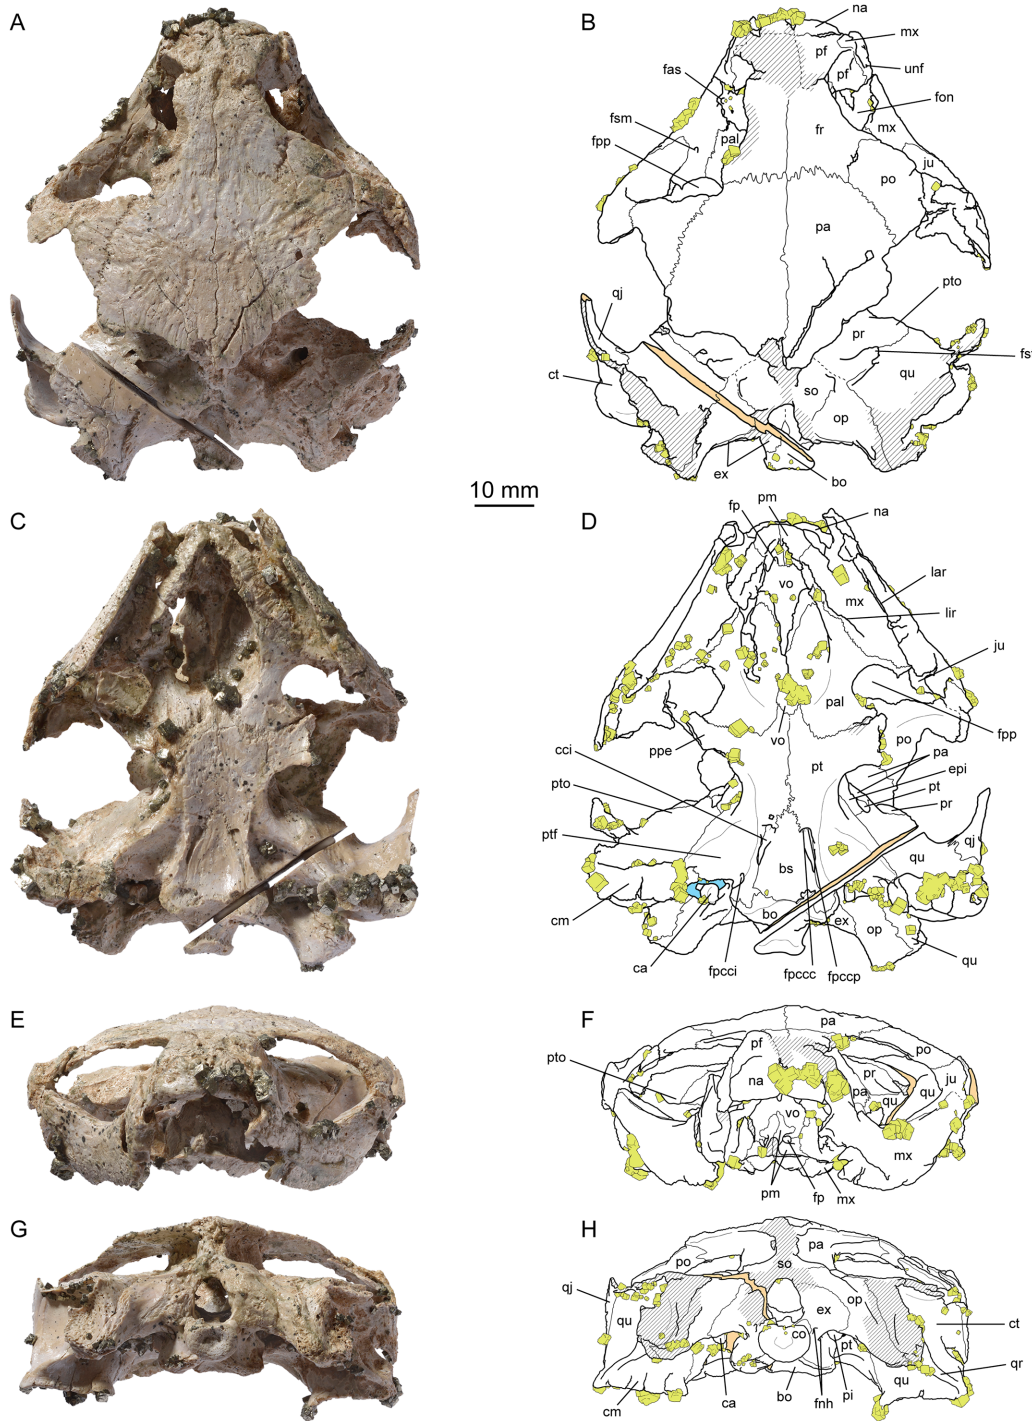 A
B
na
mx
pf
unf
pf
fas
fon
fsm
fr
mx
pal
fpp
ju
po
pa
qj
pto
pr
fst
ct
qu
so
op
ex
bo
10 mm
C
D
pm
fp
na
vo
lar
mx
lir
ju
pal
ppe
vo
po
fpp
cci
pa
pt
epi
pto
pt
pr
ptf
qj
bs
qu
cm
bo
ex
op
ca
fpcci
fpccc
fpccp
qu
E
F
pa
pf
po
pto
pr
ju
na
pa
qu
qu
vo
mx
pm
fp
mx
G
H
pa
po
so
qj
op
qu
ex
ct
co
pt
qu
qr
cm
ca
bo
fnh
pi